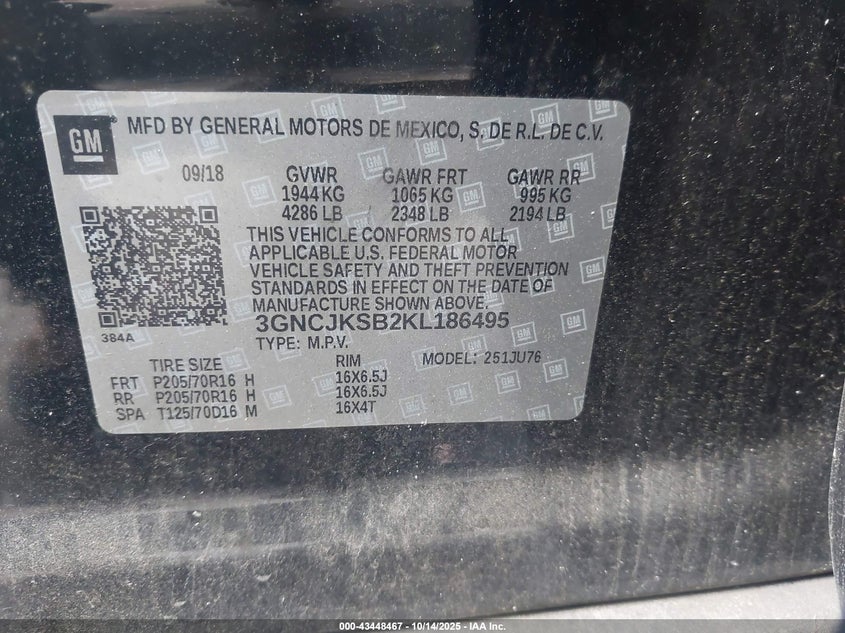 GM MFD BY GENERAL MOTORS DE MEXICO, S. DE R.L. DE C.V.
09/18 GVWR GAWR FRT GAWR RR
1944 KG 1065 KG 995 KG
4286 LB 2348 LB 2194 LB
THIS VEHICLE CONFORMS TO ALL
APPLICABLE U.S. FEDERAL MOTOR
VEHICLE SAFETY AND THEFT PREVENTION
STANDARDS IN EFFECT ON THE DATE OF
MANUFACTURE SHOWN ABOVE.
3GNCJKSB2KL186495
384A
TYPE: M.P.V. MODEL: 251JU76
TIRE SIZE RIM
FRT P205/70R16 H 16X6.5J
RR P205/70R16 H 16X6.5J
SPA T125/70D16 M 16X4T
000-43448467 - 10/14/2025 - IAA Inc.